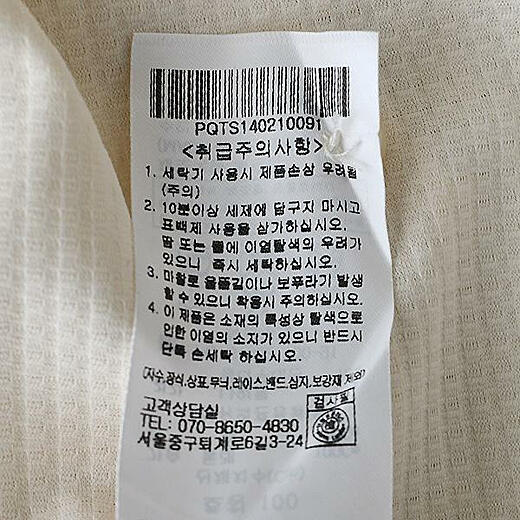 PQTS140210091
<취급주의사항>
1. 세탁기 사용시 제품손상 우려됨
(주의)
2. 10분이상 세제에 담구지 마시고
표백제 사용을 삼가하십시오.
땀 또는 물에 이염탈색의 우려가
있으니 즉시 세탁하십시오.
3. 마찰로 올뜯김이나 보푸라기 발생
할 수 있으니 착용시 주의하십시오.
4. 이 제품은 소재의 특성상 탈색으로
인한 이염의 소지가 있으니 반드시
단독 손세탁 하십시오.
(자수,장식,상표,무늬,레이스,밴드,심지,보강재 제외)
고객상담실
TEL: 070-8650-4830
서울중구퇴계로6길3-24
검사필